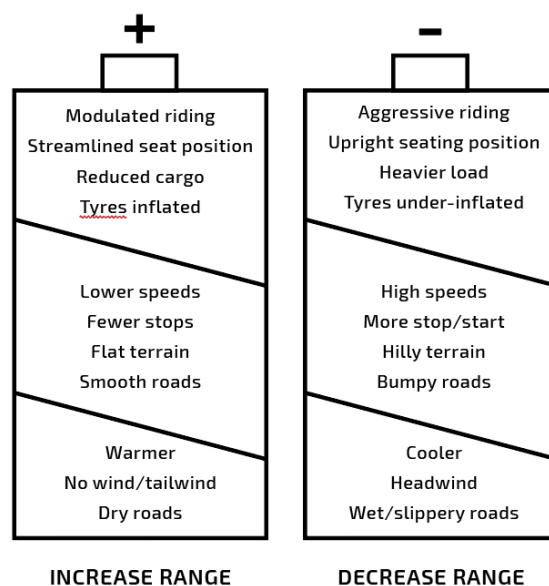 +
Modulated riding
Streamlined seat position
Reduced cargo
Tyres inflated
Lower speeds
Fewer stops
Flat terrain
Smooth roads
Warmer
No wind/tailwind
Dry roads
INCREASE RANGE
-
Aggressive riding
Upright seating position
Heavier load
Tyres under-inflated
High speeds
More stop/start
Hilly terrain
Bumpy roads
Cooler
Headwind
Wet/slippery roads
DECREASE RANGE